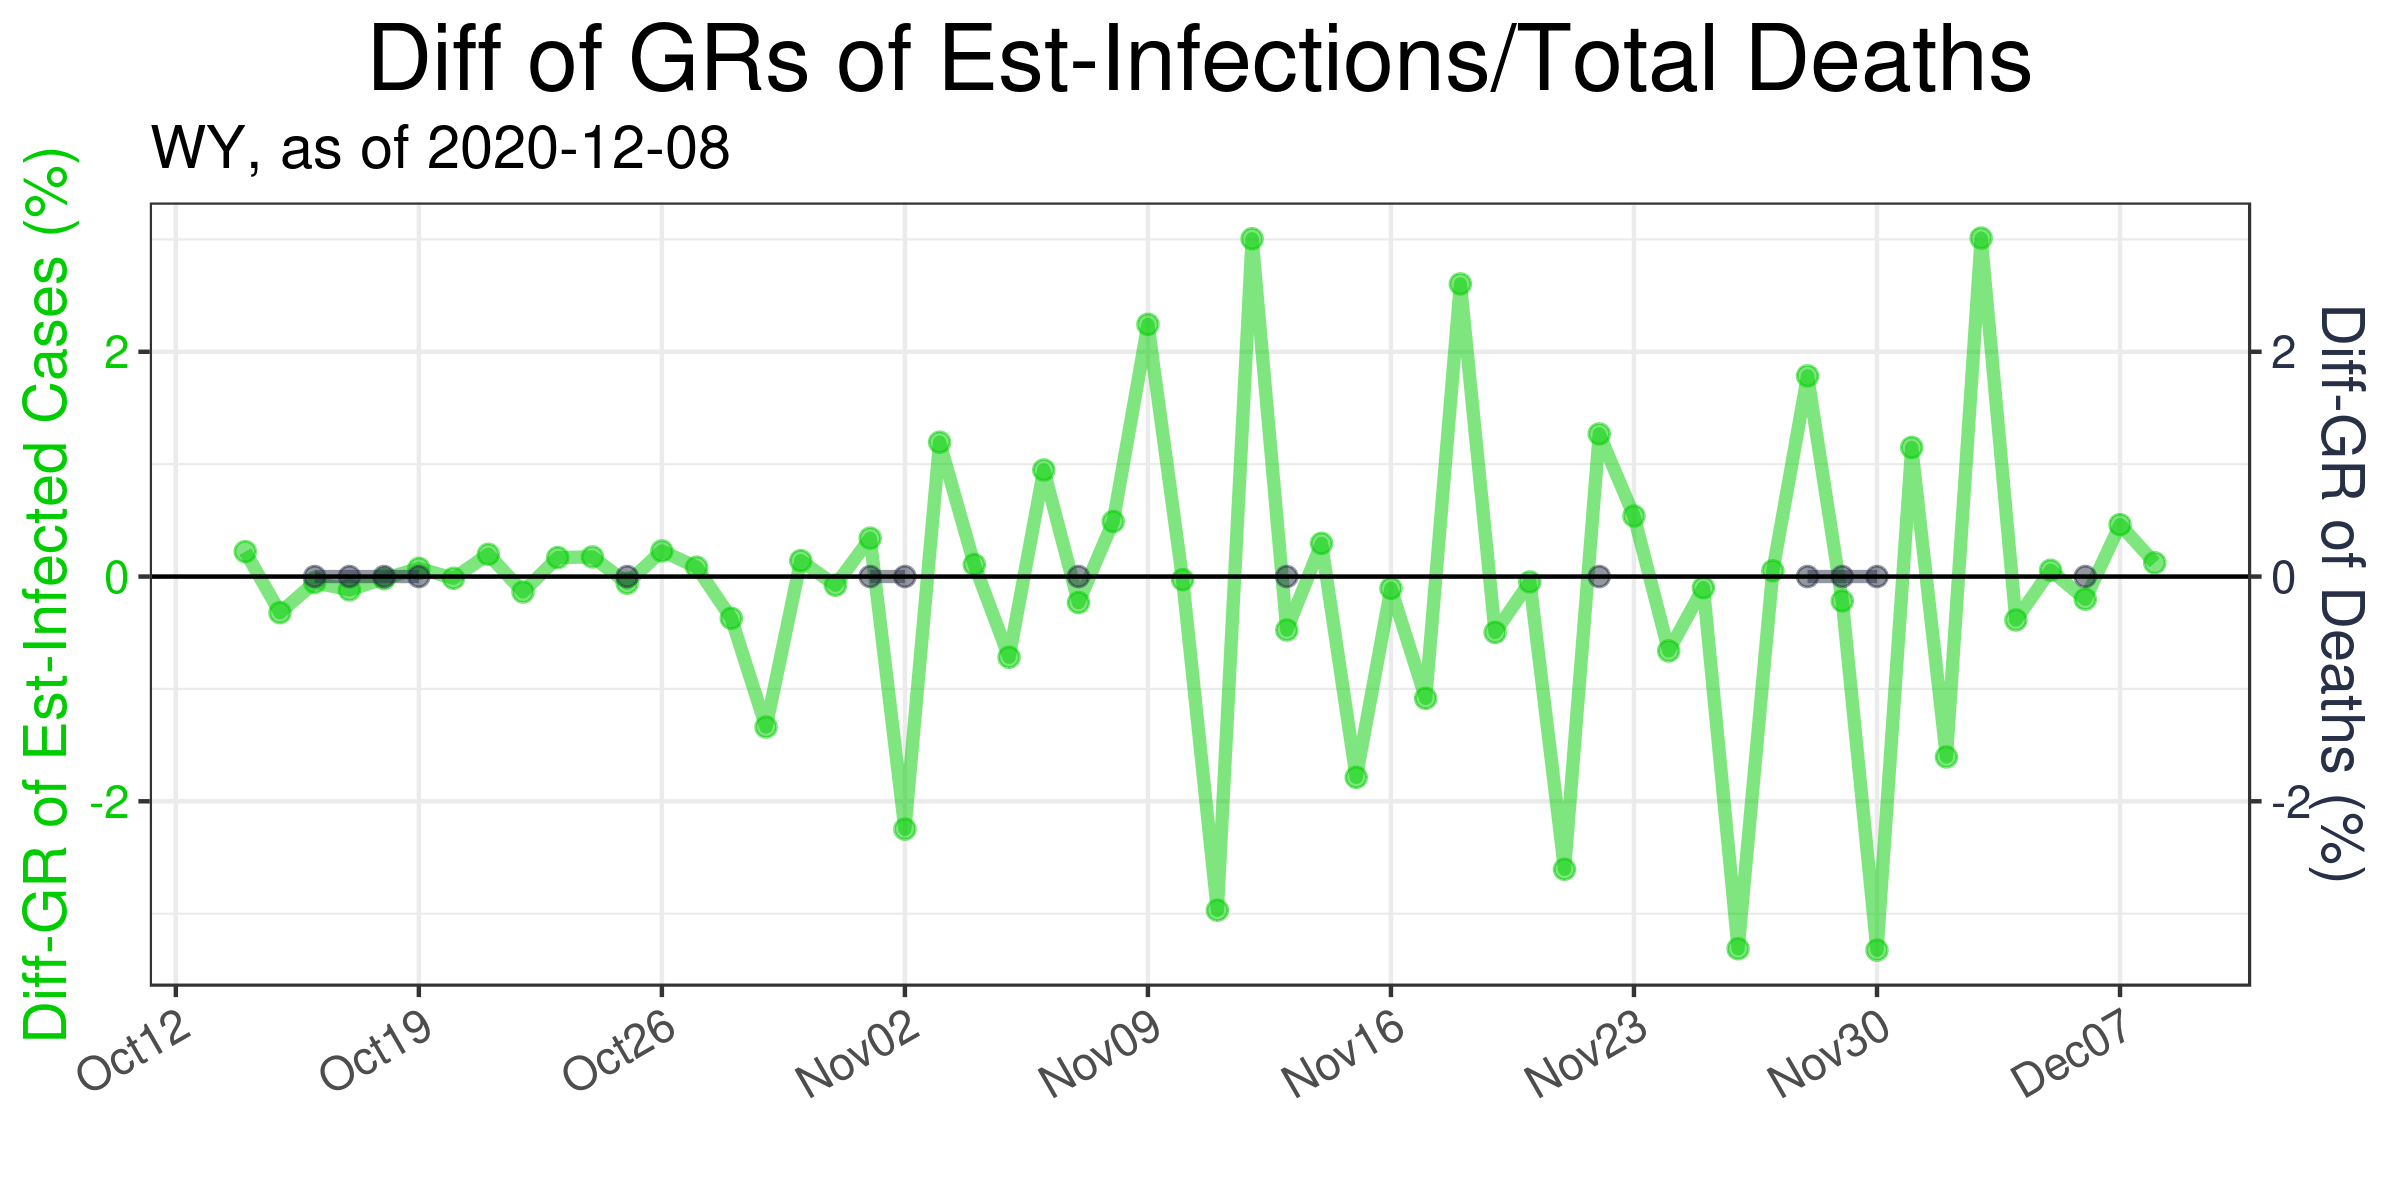 Diff of GRs of Est-Infections/Total Deaths
WY, as of 2020-12-08
Diff-GR of Est-Infected Cases (%)
2
0
-2
2
0
-2
Diff-GR of Deaths (%)
Oct12
Oct19
Oct26
Nov02
Nov09
Nov16
Nov23
Nov30
Dec07